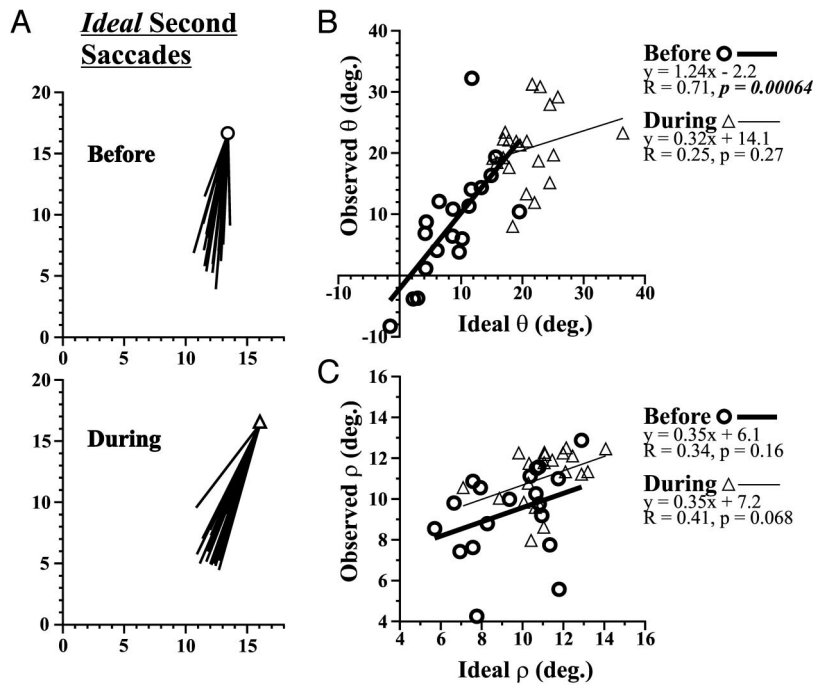 A
Ideal Second
Saccades
20
15
10
5
0
Before
0 5 10 15
20
15
10
5
0
During
0 5 10 15
B
40
30
20
10
-10
Observed θ (deg.)
-10 0 10 20 30 40
Ideal θ (deg.)
Before
y = 1.24x - 2.2
R = 0.71, p = 0.00064
During
y = 0.32x + 14.1
R = 0.25, p = 0.27
C
16
14
12
10
8
6
4
Observed ρ (deg.)
4 6 8 10 12 14 16
Ideal ρ (deg.)
Before
y = 0.35x + 6.1
R = 0.34, p = 0.16
During
y = 0.35x + 7.2
R = 0.41, p = 0.068